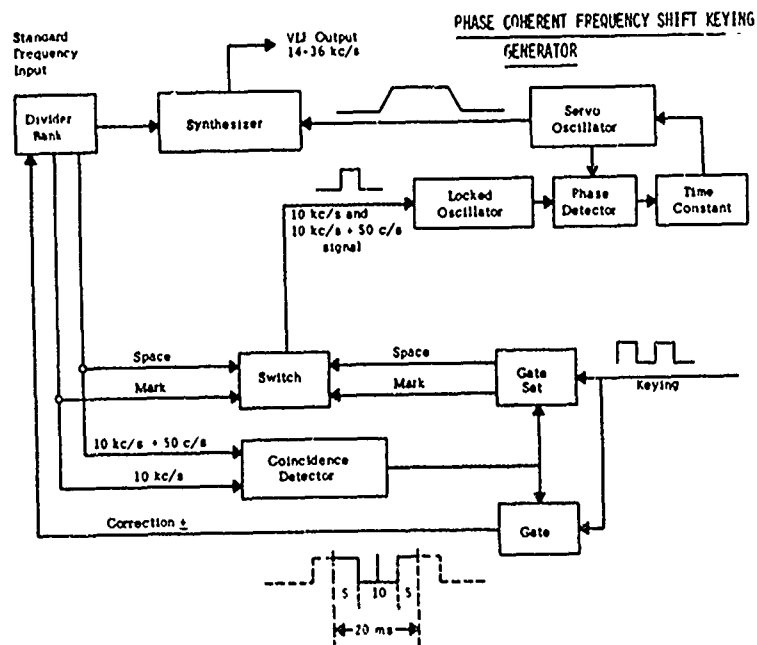 PHASE COHERENT FREQUENCY SHIFT KEYING
GENERATOR
Standard
Frequency
Input
VLF Output
14-36 kc/s
Divider
Bank
Synthesizer
Servo
Oscillator
Locked
Oscillator
Phase
Detector
Time
Constant
10 kc/s and
10 kc/s + 50 c/s
signal
Space
Mark
Switch
Space
Mark
Gate
Set
Keying
10 kc/s + 50 c/s
10 kc/s
Coincidence
Detector
Correction ±
Gate
5 10 5
20 ms